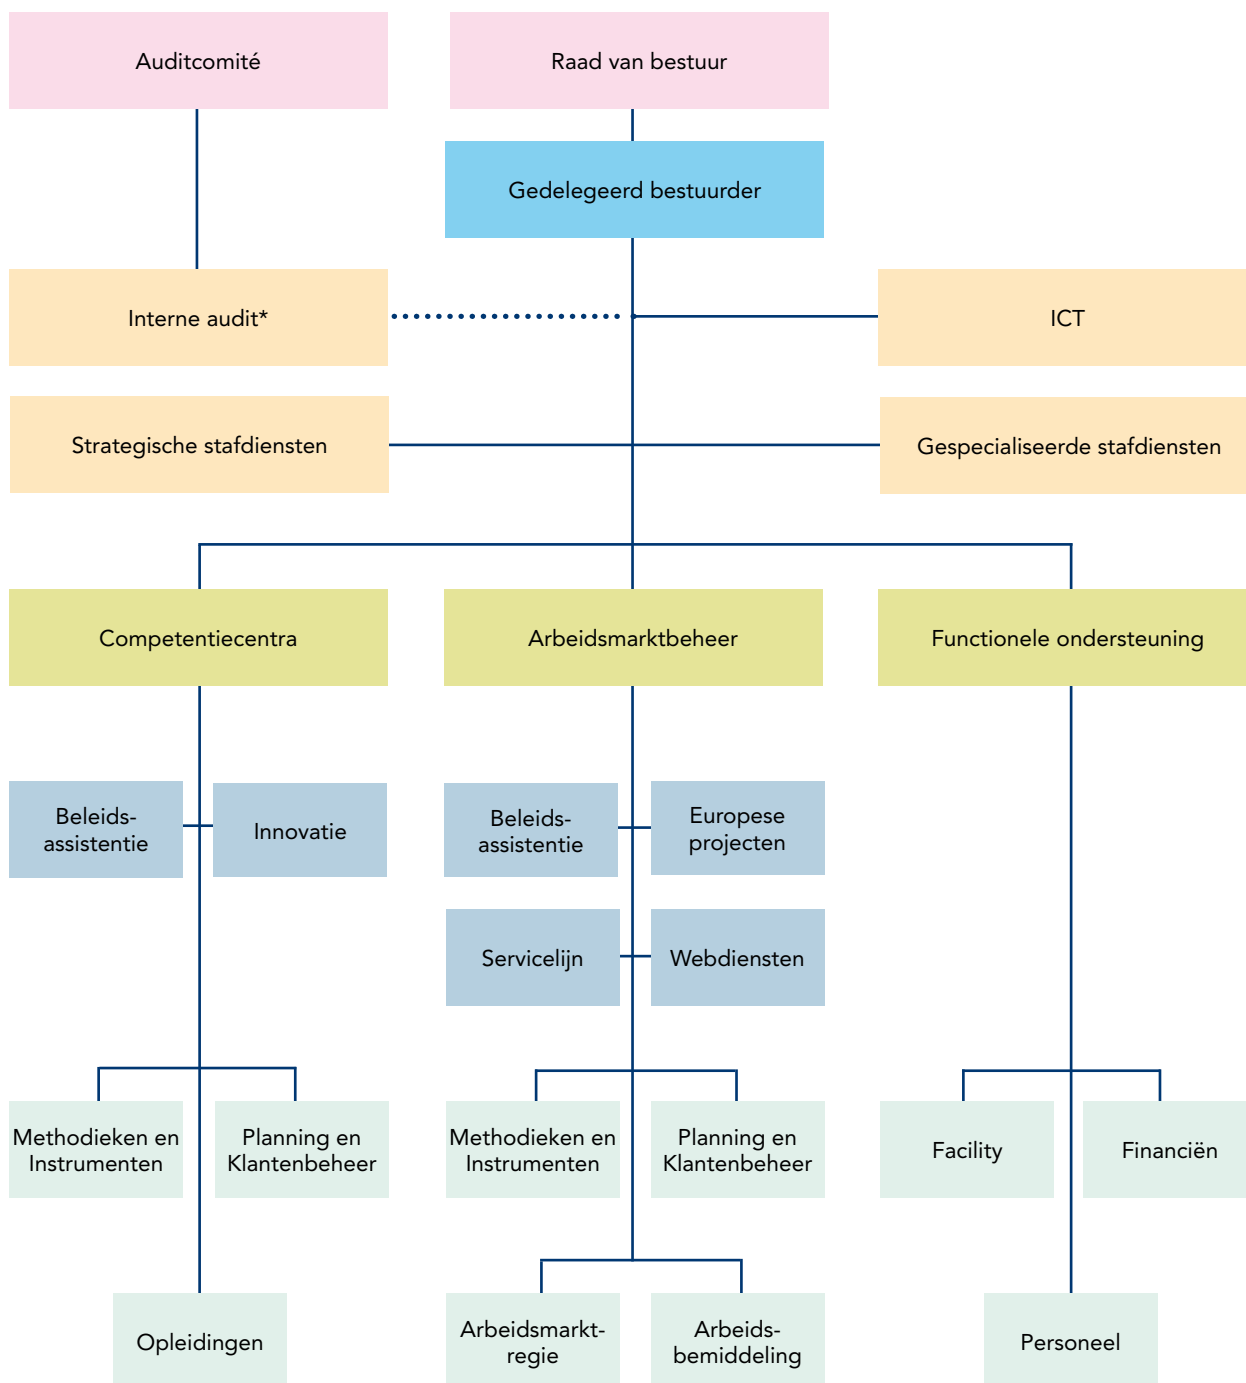 Auditcomité
Raad van bestuur
Gedelegeerd bestuurder
Interne audit*
ICT
Strategische stafdiensten
Gespecialiseerde stafdiensten
Competentiecentra
Arbeidsmarktbeheer
Functionele ondersteuning
Beleids-
assistentie
Innovatie
Beleids-
assistentie
Europese
projecten
Servicelijn
Webdiensten
Methodieken en
Instrumenten
Planning en
Klantenbeheer
Methodieken en
Instrumenten
Planning en
Klantenbeheer
Facility
Financiën
Opleidingen
Arbeidsmarkt-
regie
Arbeids-
bemiddeling
Personeel